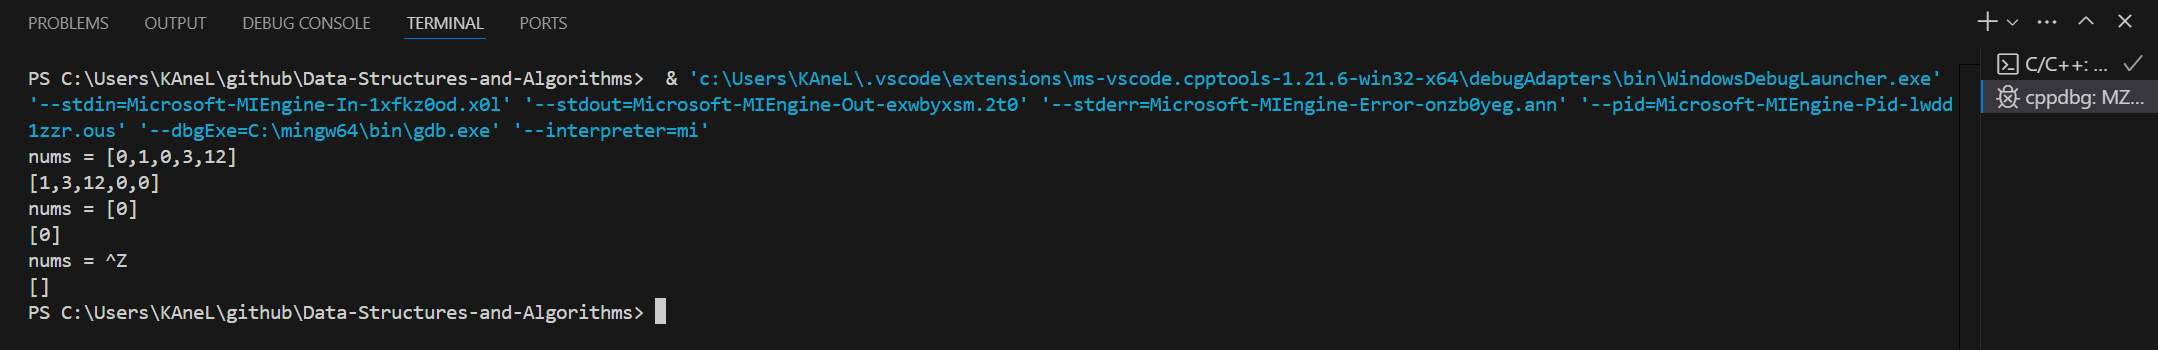 PROBLEMS OUTPUT DEBUG CONSOLE TERMINAL PORTS
PS C:\Users\KAneL\github\Data-Structures-and-Algorithms>  & 'c:\Users\KAneL\.vscode\extensions\ms-vscode.cpptools-1.21.6-win32-x64\debugAdapters\bin\WindowsDebugLauncher.exe'
'--stdin=Microsoft-MIEngine-In-1xfkz0od.x0l' '--stdout=Microsoft-MIEngine-Out-exwbyxsm.2t0' '--stderr=Microsoft-MIEngine-Error-onzb0yeg.ann' '--pid=Microsoft-MIEngine-Pid-lwdd
1zzr.ous' '--dbgExe=C:\mingw64\bin\gdb.exe' '--interpreter=mi'
nums = [0,1,0,3,12]
[1,3,12,0,0]
nums = [0]
[0]
nums = ^Z
[]
PS C:\Users\KAneL\github\Data-Structures-and-Algorithms>
C/C++: ...
cppdbg: MZ...